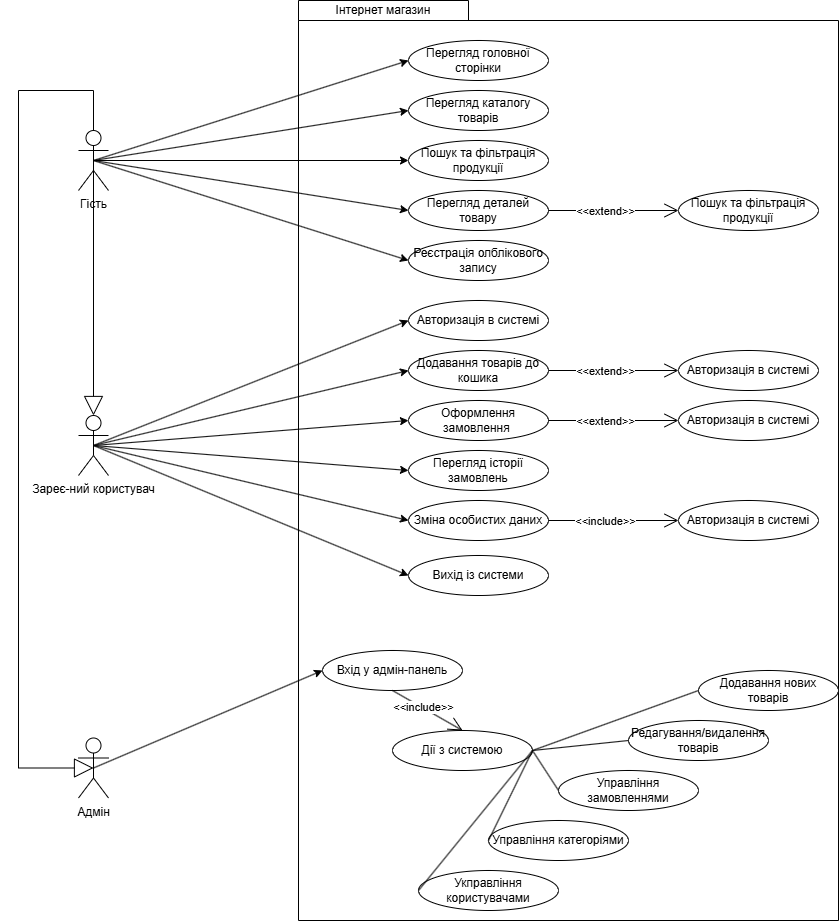 Інтернет магазин
Перегляд головної
сторінки
Перегляд каталогу
товарів
Пошук та фільтрація
продукції
Гість
Перегляд деталей
товару
<<extend>>
Пошук та фільтрація
продукції
Реєстрація олблікового
запису
Авторизація в системі
Додавання товарів до
кошика
<<extend>>
Авторизація в системі
Оформлення
замовлення
<<extend>>
Авторизація в системі
Зареє-ний користувач
Перегляд історії
замовлень
Зміна особистих даних
<<include>>
Авторизація в системі
Вихід із системи
Вхід у адмін-панель
<<include>>
Додавання нових
товарів
Дії з системою
Редагування/видалення
товарів
Управління
замовленнями
Адмін
Управління категоріями
Укправління
користувачами